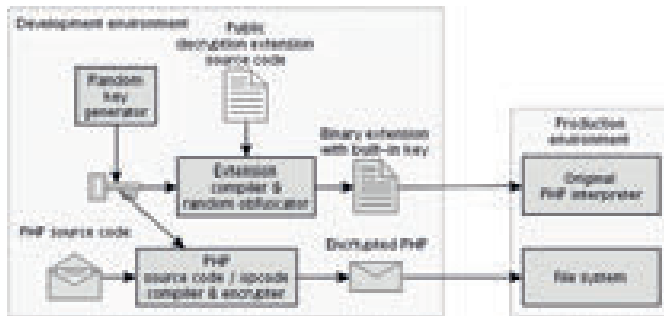 Development environment
Public
decryption extension
source code
Random
key
generator
Binary extension
with built-in key
Production
environment
Extension
compiler &
random obfuscator
Original
PHP interpreter
PHP source code
Encrypted PHP
PHP
source code / opcode
compiler & encrypter
File system